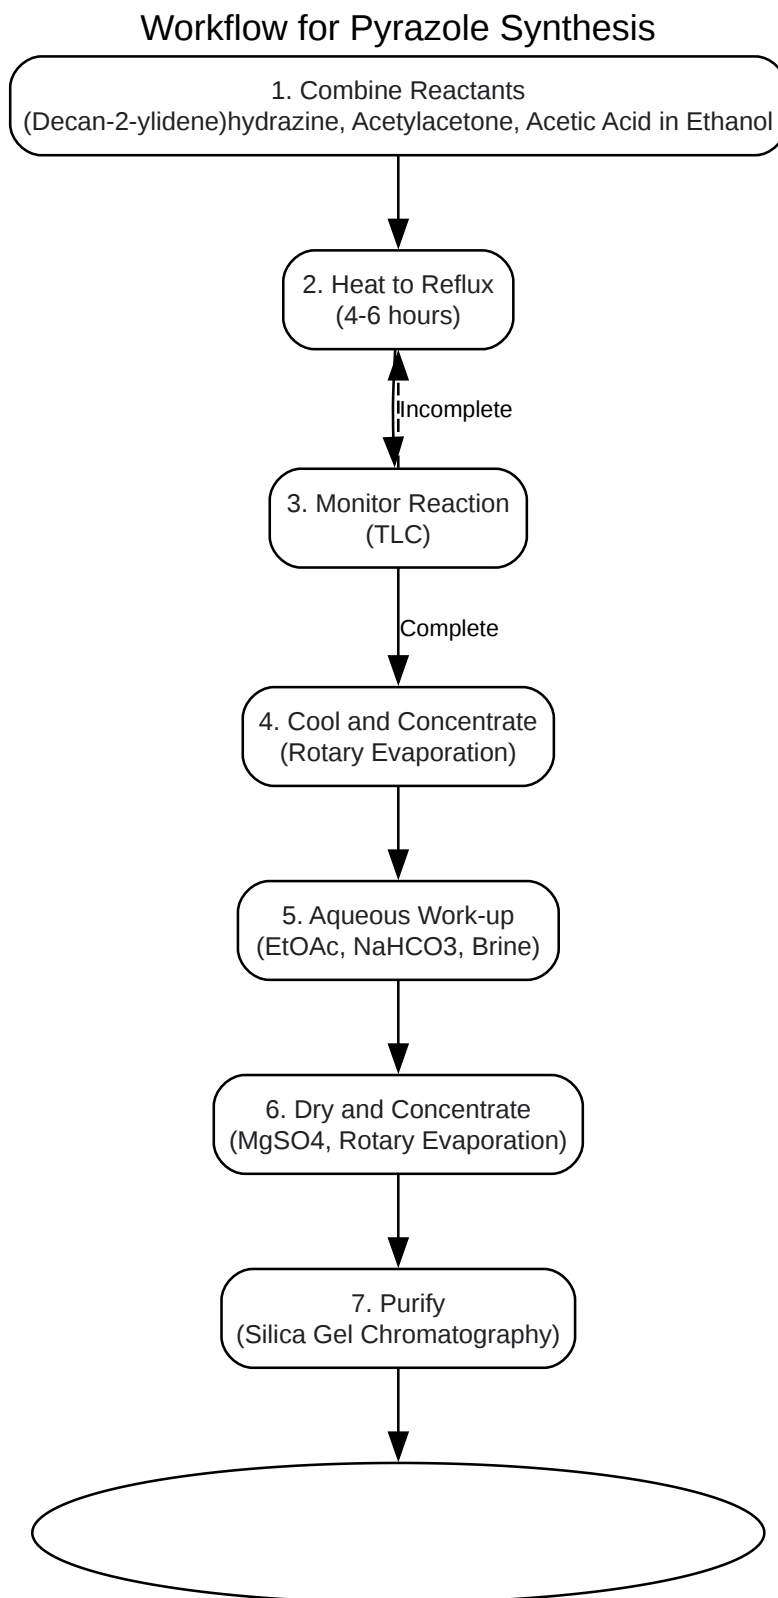 Workflow for Pyrazole Synthesis
1. Combine Reactants
(Decan-2-ylidene)hydrazine, Acetylacetone, Acetic Acid in Ethanol
2. Heat to Reflux
(4-6 hours)
Incomplete
3. Monitor Reaction
(TLC)
Complete
4. Cool and Concentrate
(Rotary Evaporation)
5. Aqueous Work-up
(EtOAc, NaHCO3, Brine)
6. Dry and Concentrate
(MgSO4, Rotary Evaporation)
7. Purify
(Silica Gel Chromatography)